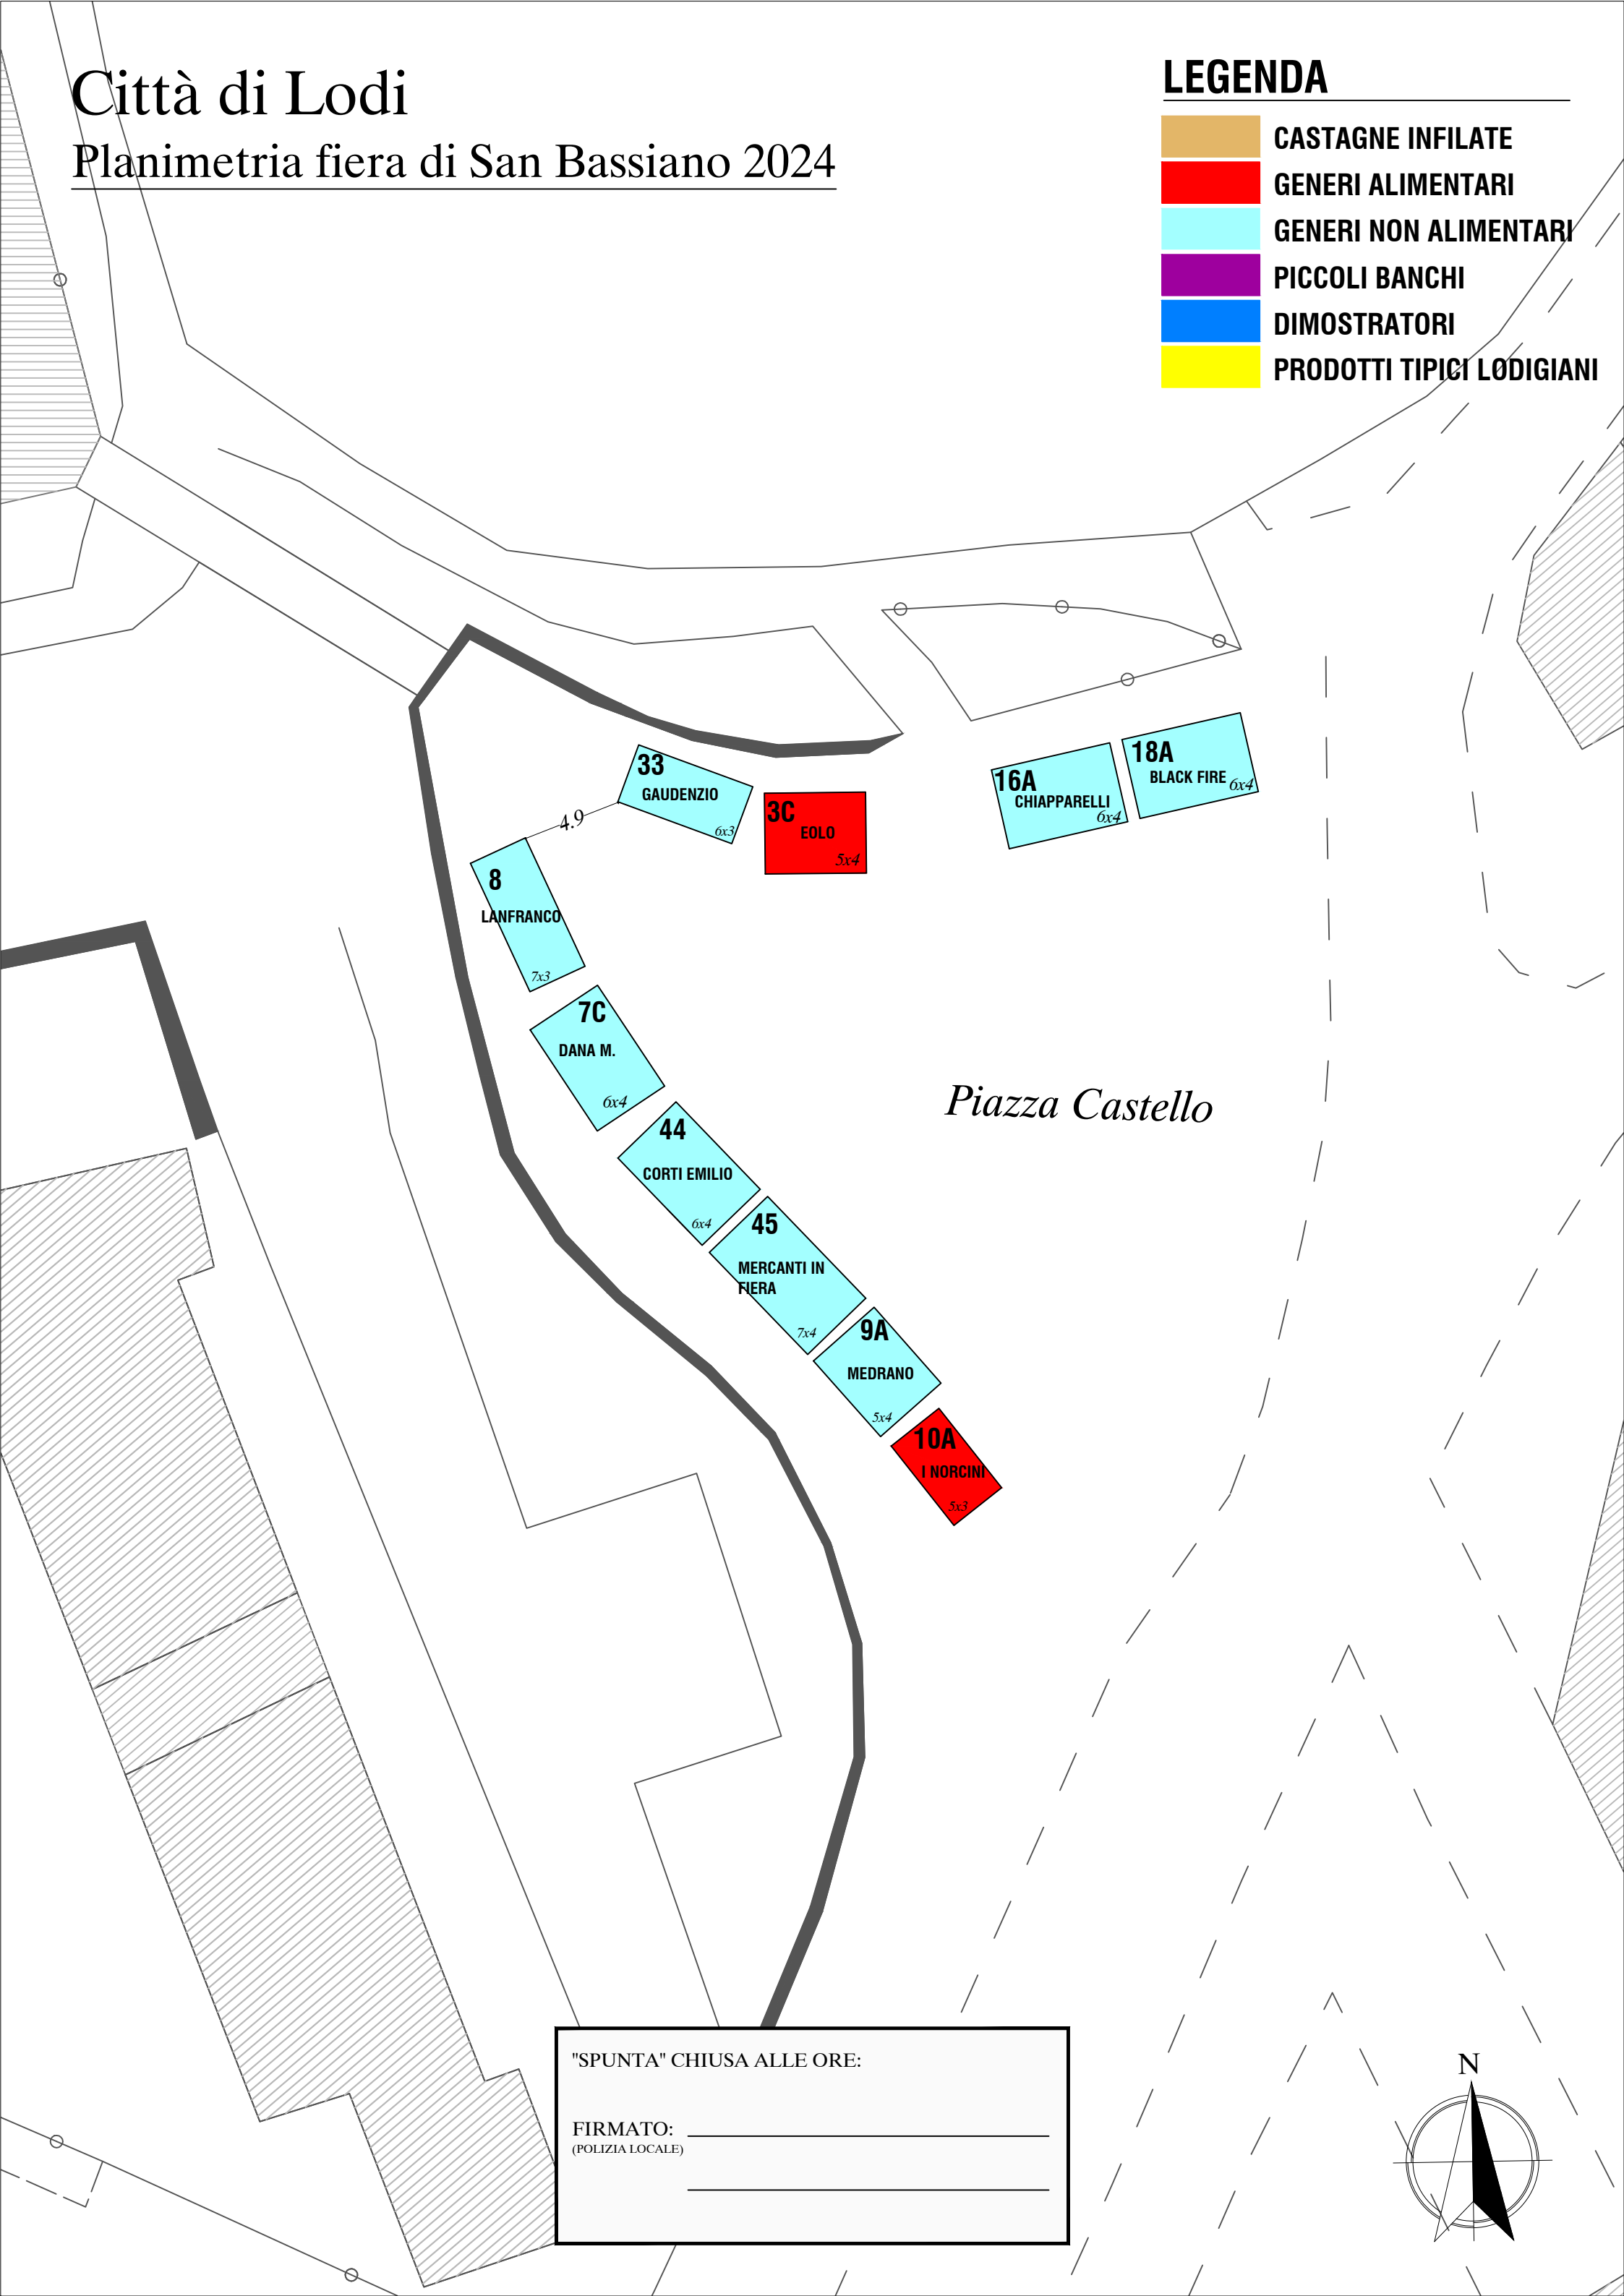 Città di Lodi
Planimetria fiera di San Bassiano 2024
LEGENDA
CASTAGNE INFILATE
GENERI ALIMENTARI
GENERI NON ALIMENTARI
PICCOLI BANCHI
DIMOSTRATORI
PRODOTTI TIPICI LODIGIANI
33
GAUDENZIO
6x3
3C
EOLO
5x4
16A
CHIAPPARELLI
6x4
18A
BLACK FIRE
6x4
4.9
8
LANFRANCO
7x3
7C
DANA M.
6x4
Piazza Castello
44
CORTI EMILIO
6x4
45
MERCANTI IN
FIERA
7x4
9A
MEDRANO
5x4
10A
I NORCINI
5x3
"SPUNTA" CHIUSA ALLE ORE:
FIRMATO:
(POLIZIA LOCALE)
N